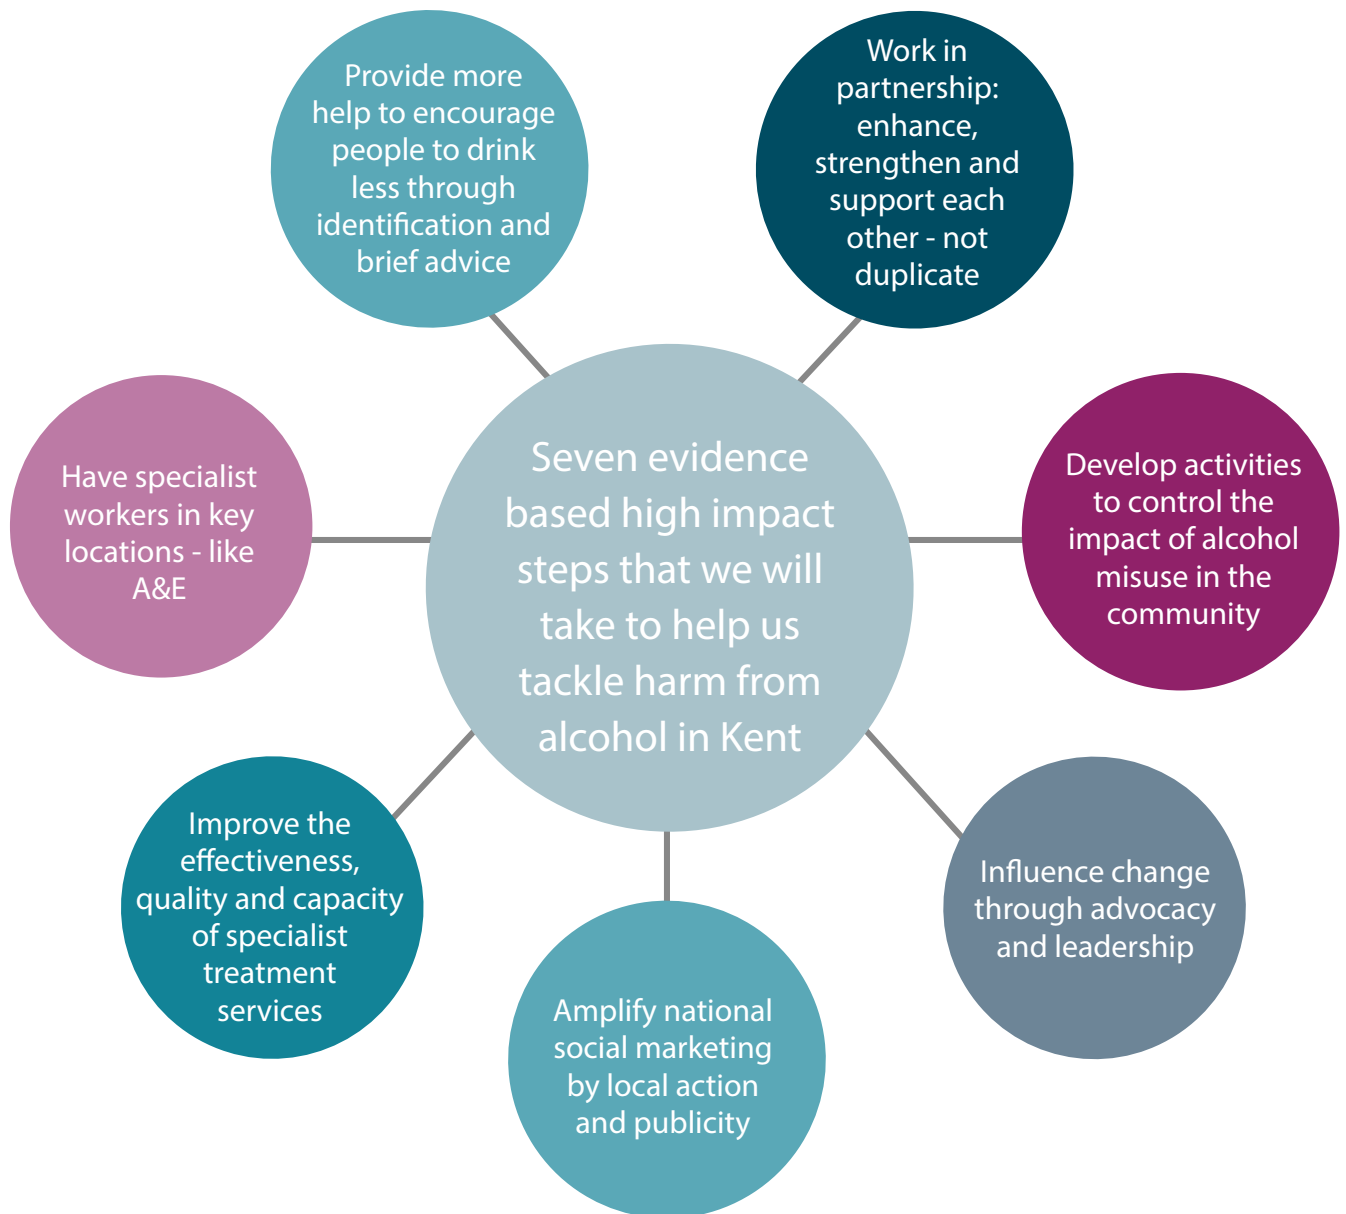 Provide more
help to encourage
people to drink
less through
identification and
brief advice
Work in
partnership:
enhance,
strengthen and
support each
other - not
duplicate
Have specialist
workers in key
locations - like
A&E
Seven evidence
based high impact
steps that we will
take to help us
tackle harm from
alcohol in Kent
Develop activities
to control the
impact of alcohol
misuse in the
community
Improve the
effectiveness,
quality and capacity
of specialist
treatment
services
Amplify national
social marketing
by local action
and publicity
Influence change
through advocacy
and leadership